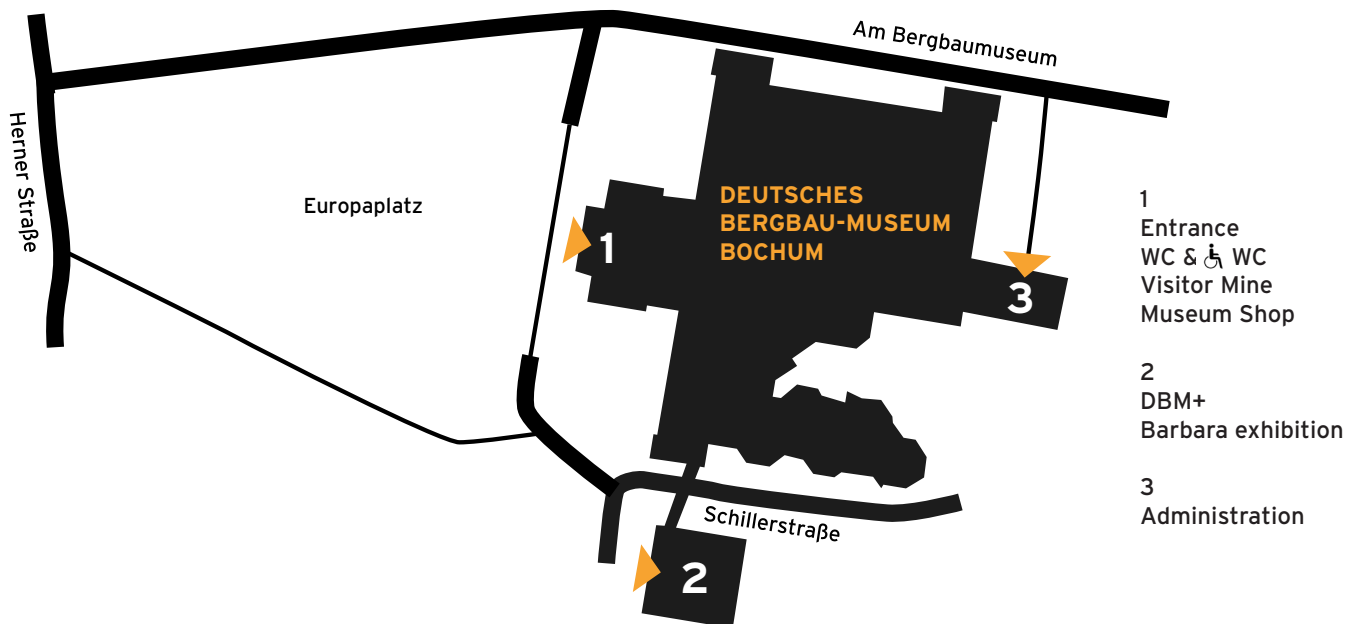 Am Bergbaumuseum
Herner Straße
Europaplatz
DEUTSCHES
BERGBAU-MUSEUM
BOCHUM
1
3
Schillerstraße
2
1
Entrance
WC & ♿ WC
Visitor Mine
Museum Shop
2
DBM+
Barbara exhibition
3
Administration